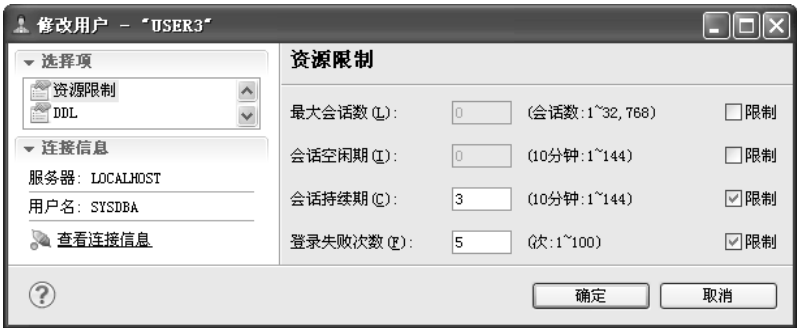 修改用户 - "USER3"
选择项
资源限制
DDL
连接信息
服务器: LOCALHOST
用户名: SYSDBA
查看连接信息
资源限制
最大会话数(L): 0 (会话数:1~32,768) 限制
会话空闲期(I): 0 (10分钟:1~144) 限制
会话持续期(C): 3 (10分钟:1~144) 限制
登录失败次数(F): 5 (次:1~100) 限制
? 确定 取消